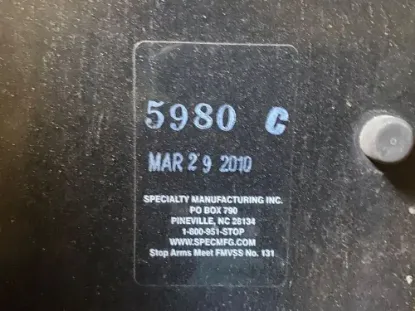 5980 C
MAR 29 2010
SPECIALTY MANUFACTURING INC.
PO BOX 790
PINEVILLE, NC 28134
1-800-951-STOP
WWW.SPECMFG.COM
Stop Arms Meet FMVSS No. 131